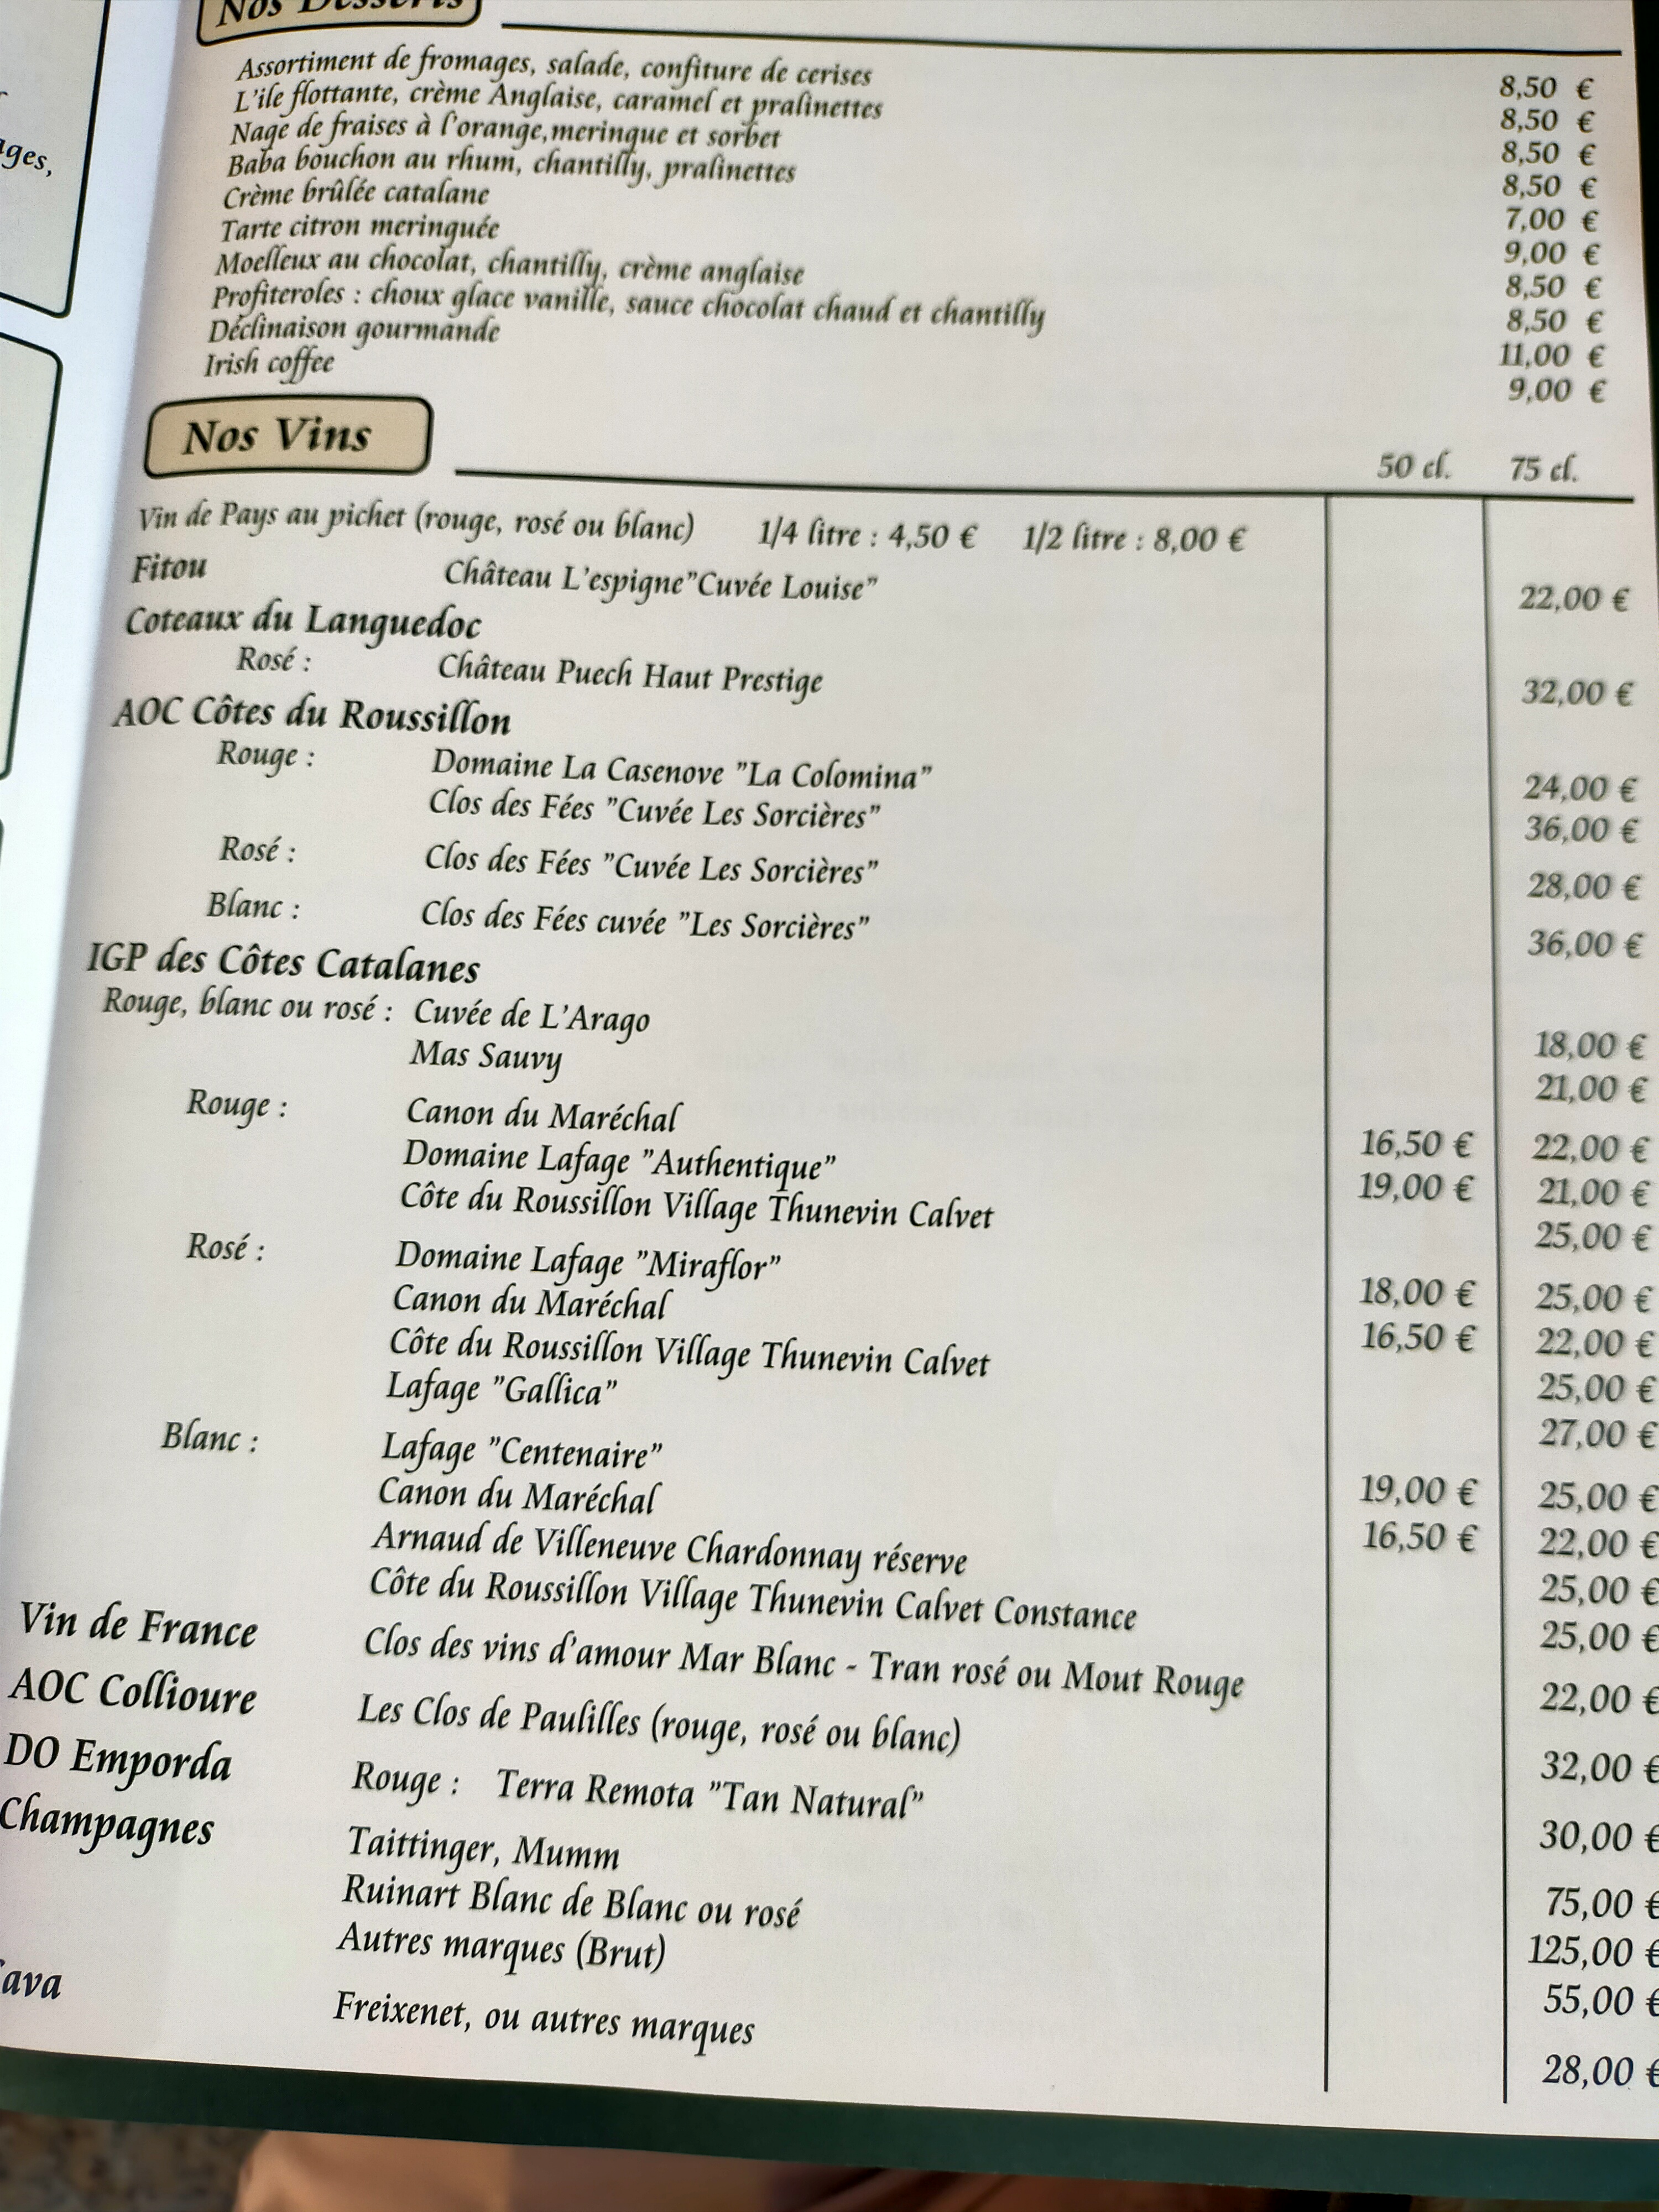 ages,
Nos Desserts
Assortiment de fromages, salade, confiture de cerises 8,50 €
L'ile flottante, crème Anglaise, caramel et pralinettes 8,50 €
Nage de fraises à l'orange,meringue et sorbet 8,50 €
Baba bouchon au rhum, chantilly, pralinettes 8,50 €
Crème brûlée catalane 7,00 €
Tarte citron meringuée 9,00 €
Moelleux au chocolat, chantilly, crème anglaise 8,50 €
Profiteroles : choux glace vanille, sauce chocolat chaud et chantilly 8,50 €
Déclinaison gourmande 11,00 €
Irish coffee 9,00 €
Nos Vins
50 cl. 75 cl.
Vin de Pays au pichet (rouge, rosé ou blanc) 1/4 litre : 4,50 € 1/2 litre : 8,00 €
Fitou Château L'espigne"Cuvée Louise" 22,00 €
Coteaux du Languedoc
Rosé : Château Puech Haut Prestige 32,00 €
AOC Côtes du Roussillon
Rouge : Domaine La Casenove "La Colomina" 24,00 €
Clos des Fées "Cuvée Les Sorcières" 36,00 €
Rosé : Clos des Fées "Cuvée Les Sorcières" 28,00 €
Blanc : Clos des Fées cuvée "Les Sorcières" 36,00 €
IGP des Côtes Catalanes
Rouge, blanc ou rosé : Cuvée de L'Arago 18,00 €
Mas Sauvy 21,00 €
Rouge : Canon du Maréchal 16,50 € 22,00 €
Domaine Lafage "Authentique" 19,00 € 21,00 €
Côte du Roussillon Village Thunevin Calvet 25,00 €
Rosé : Domaine Lafage "Miraflor" 18,00 € 25,00 €
Canon du Maréchal 16,50 € 22,00 €
Côte du Roussillon Village Thunevin Calvet 25,00 €
Lafage "Gallica" 27,00 €
Blanc : Lafage "Centenaire" 19,00 € 25,00 €
Canon du Maréchal 16,50 € 22,00 €
Arnaud de Villeneuve Chardonnay réserve 25,00 €
Côte du Roussillon Village Thunevin Calvet Constance 25,00 €
Vin de France Clos des vins d'amour Mar Blanc - Tran rosé ou Mout Rouge 22,00 €
AOC Collioure Les Clos de Paulilles (rouge, rosé ou blanc) 32,00 €
DO Emporda Rouge : Terra Remota "Tan Natural" 30,00 €
Champagnes Taittinger, Mumm 75,00 €
Ruinart Blanc de Blanc ou rosé 125,00 €
Autres marques (Brut) 55,00 €
ava Freixenet, ou autres marques 28,00 €